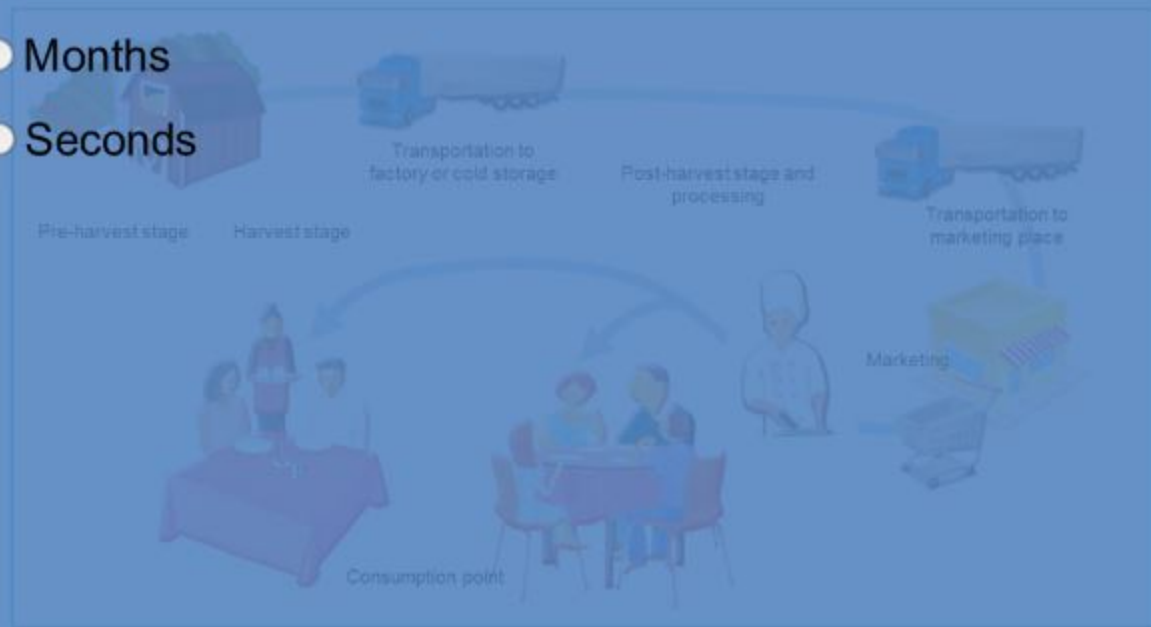 Months
Seconds
Transportation to
factory or cold storage
Post-harvest stage and
processing
Transportation to
marketing place
Pre-harvest stage
Harvest stage
Marketing
Consumption point